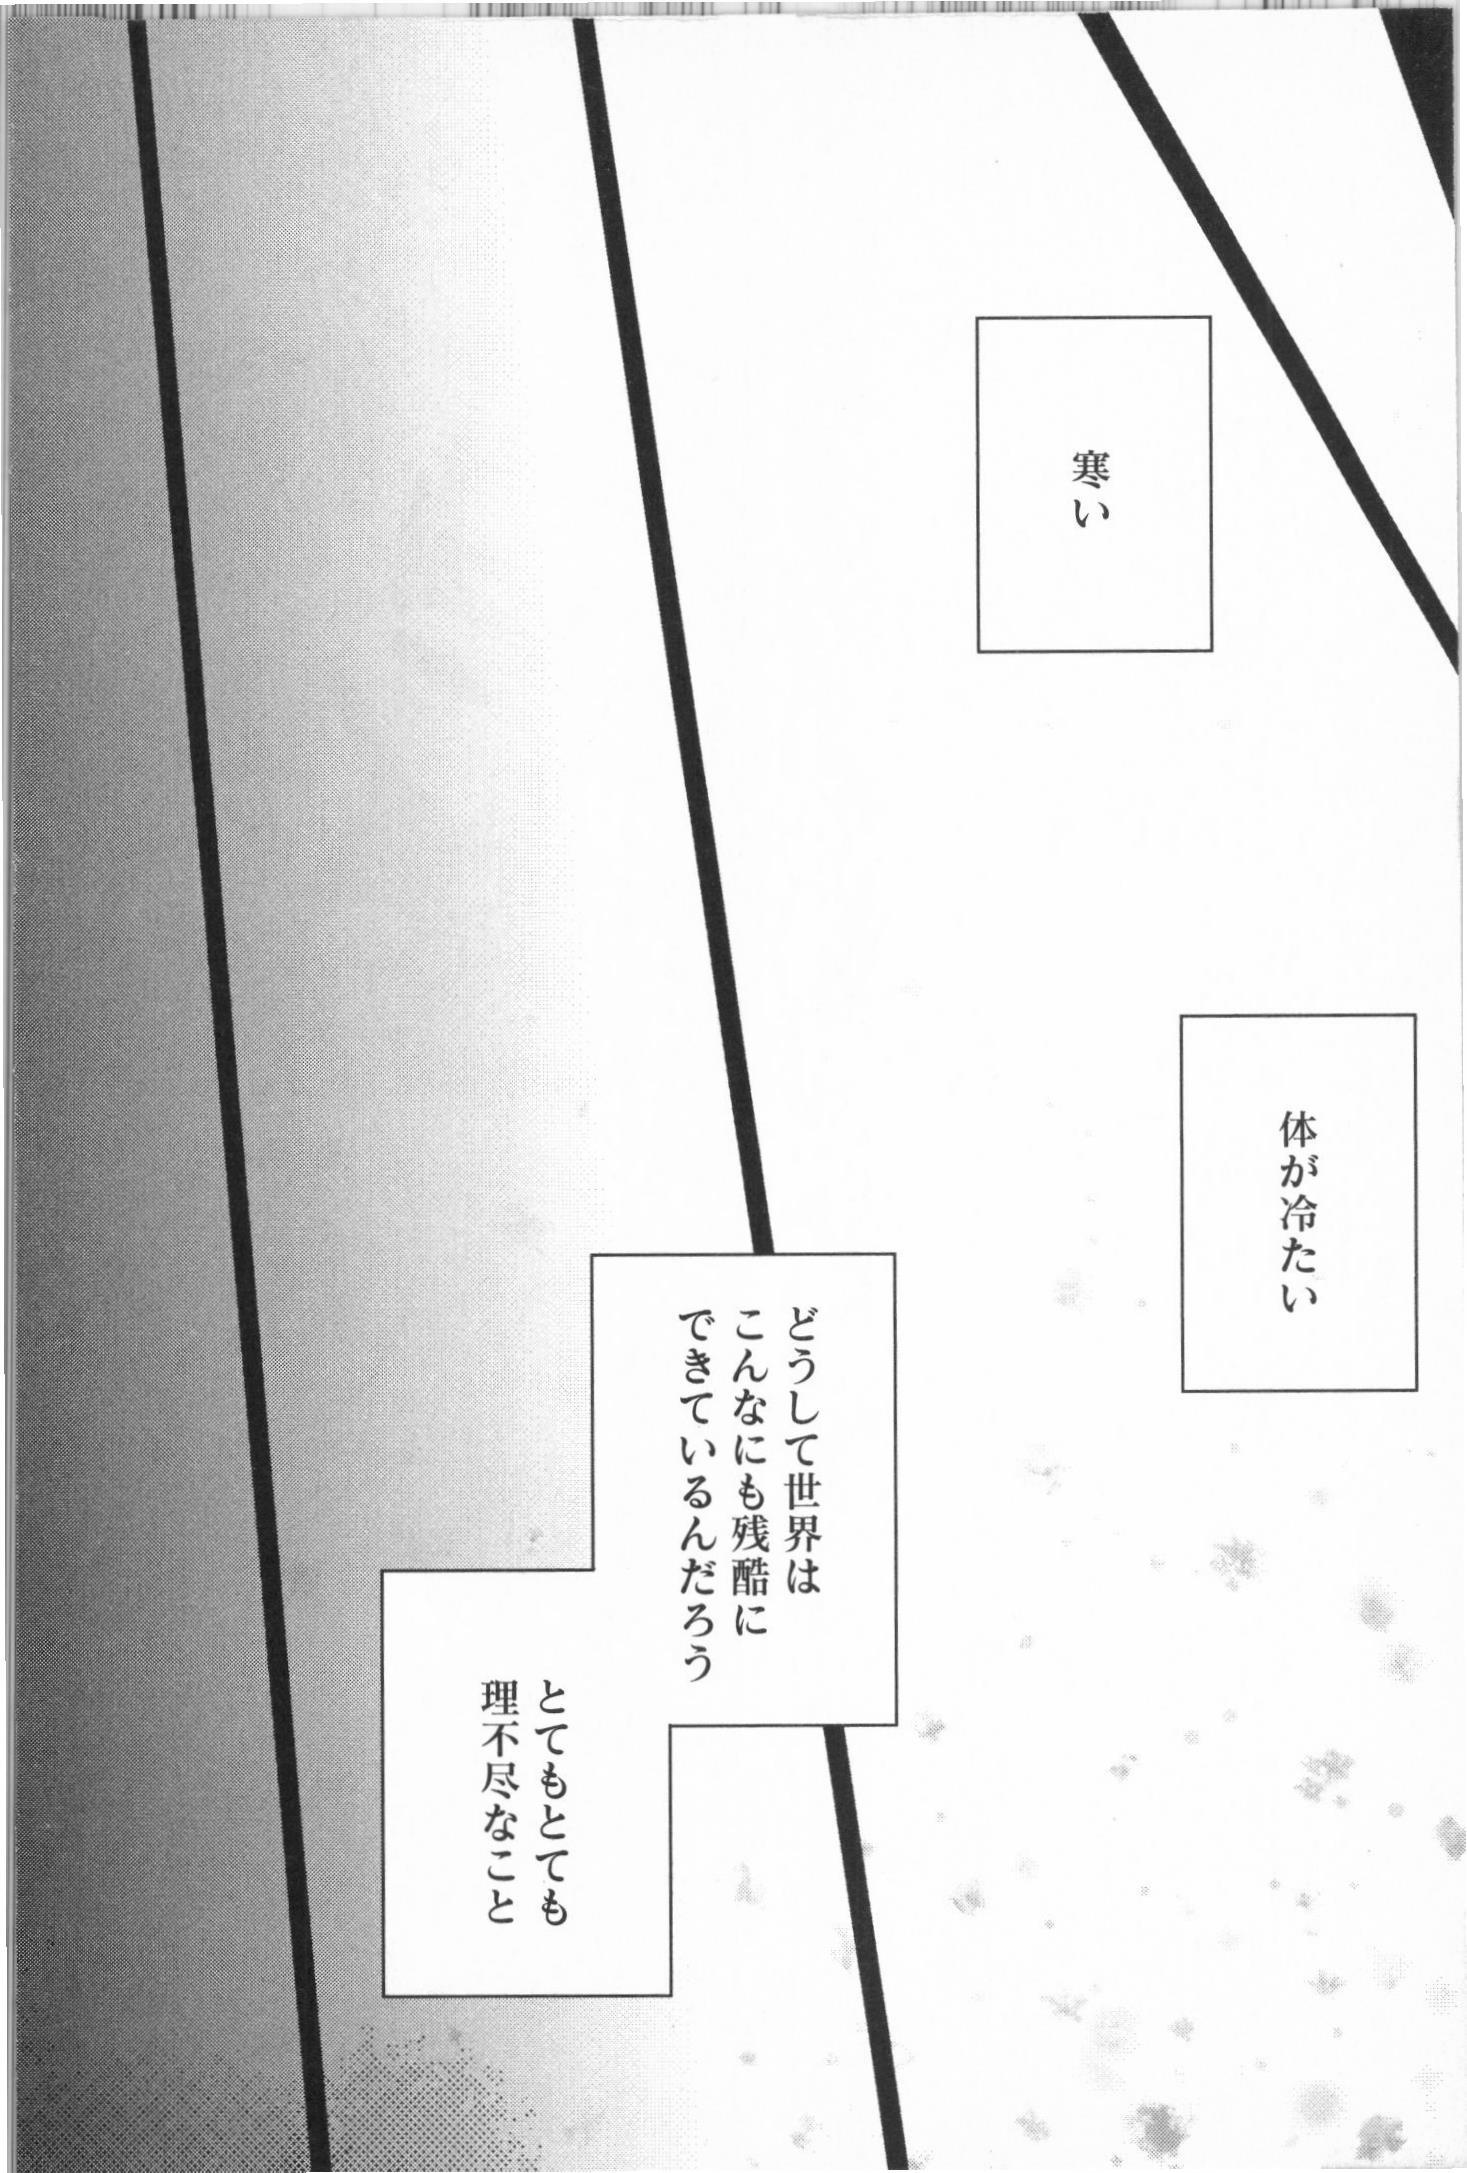 寒い
体が冷たい
どうして世界は
こんなにも残酷に
できているんだろう
とてもとても
理不尽なこと